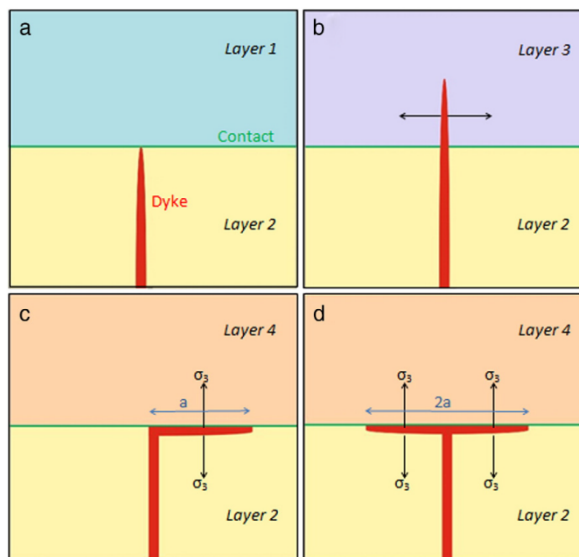 a
Layer 1
Contact
Dyke
Layer 2
b
Layer 3
Layer 2
c
Layer 4
σ3
a
σ3
Layer 2
d
Layer 4
σ3 σ3
2a
σ3 σ3
Layer 2